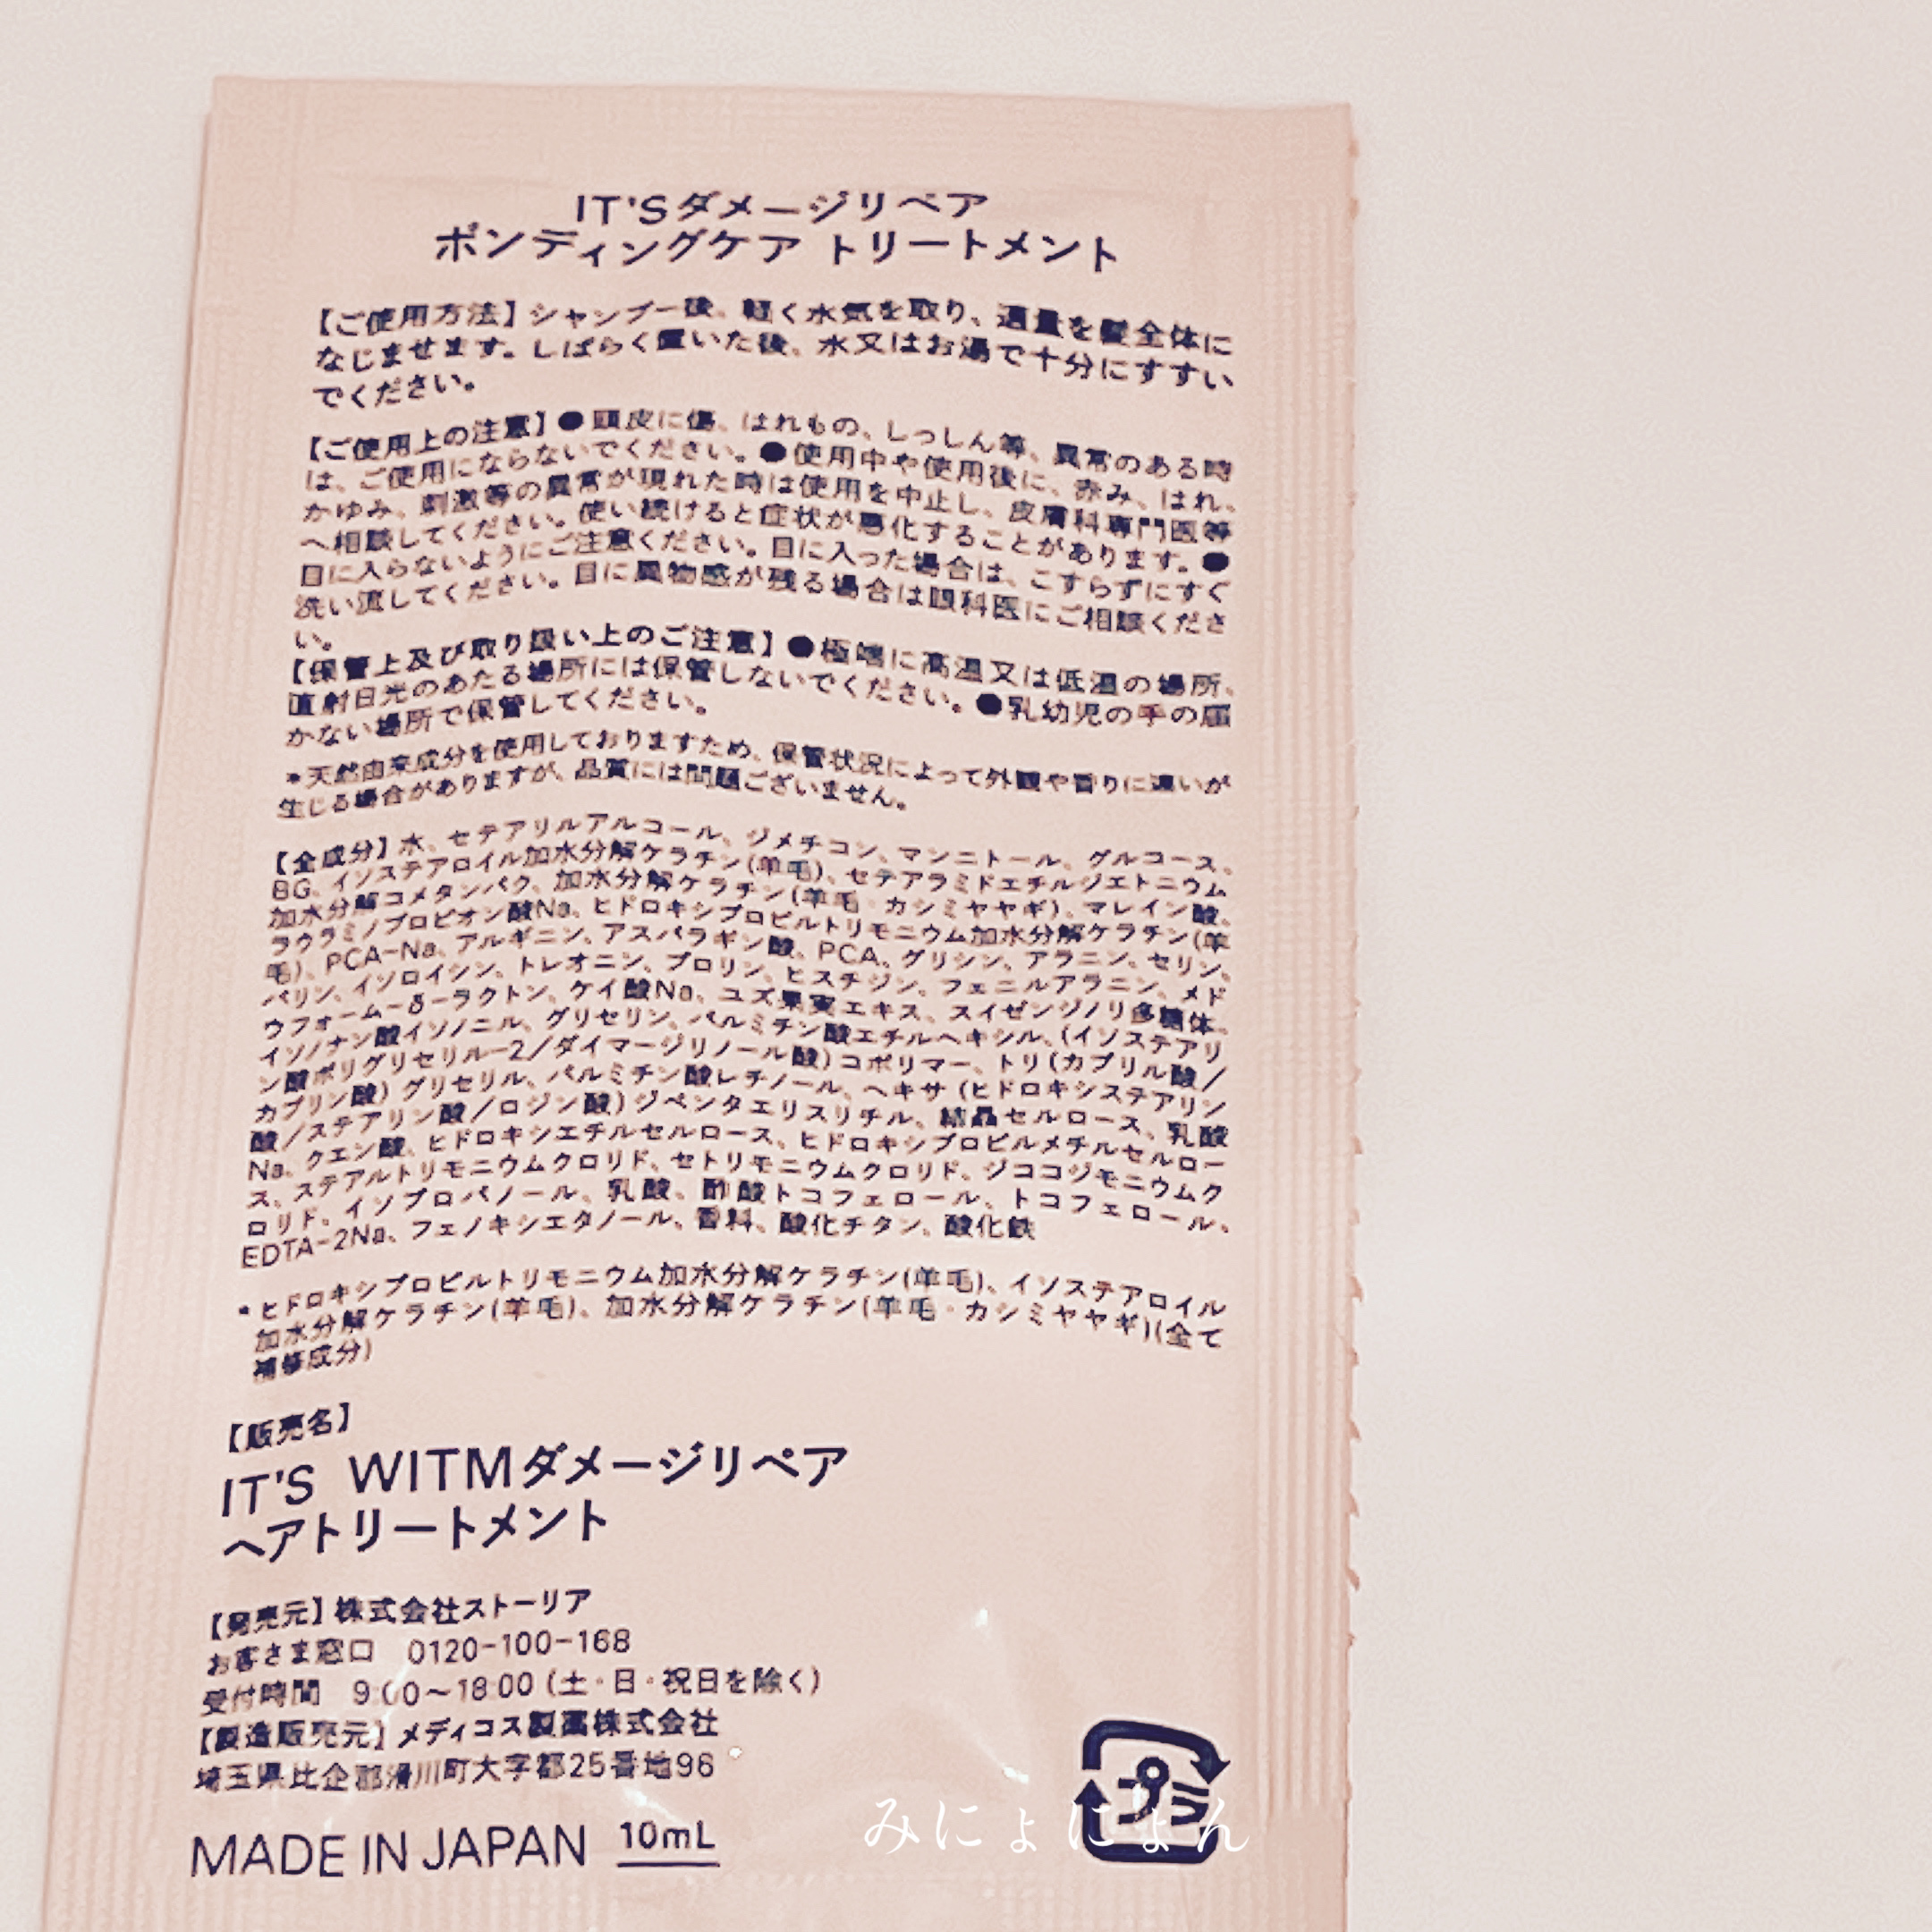 IT'Sダメージリペア
ボンディングケア トリートメント
【ご使用方法】シャンプー後、軽く水気を取り、適量を髪全体に
なじませます。しばらく置いた後、水又はお湯で十分にすすい
でください。
【ご使用上の注意】●頭皮に傷、はれもの、しっしん等、異常のある時
は、ご使用にならないでください。●使用中や使用後に、赤み、はれ、
かゆみ、刺激等の異常が現れた時は使用を中止し、皮膚科専門医等
へ相談してください。使い続けると症状が悪化することがあります。●
目に入らないようにご注意ください。目に入った場合は、こすらずにすぐ
洗い流してください。目に異物感が残る場合は眼科医にご相談くださ
い。
【保管上及び取り扱い上のご注意】●極端に高温又は低温の場所、
直射日光のあたる場所には保管しないでください。●乳幼児の手の届
かない場所で保管してください。
*天然由来成分を使用しておりますため、保管状況によって外観や香りに違いが
生じる場合がありますが、品質には問題ございません。
【全成分】水、セテアリルアルコール、ジメチコン、マンニトール、グルコース、
BG、イソステアロイル加水分解ケラチン(羊毛)、セテアラミドエチルジエトニウム
加水分解コメタンパク、加水分解ケラチン(羊毛・カシミヤヤギ)、マレイン酸、
ラウラミノプロピオン酸Na、ヒドロキシプロピルトリモニウム加水分解ケラチン(羊
毛)、PCA-Na、アルギニン、アスパラギン酸、PCA、グリシン、アラニン、セリン、
バリン、イソロイシン、トレオニン、プロリン、ヒスチジン、フェニルアラニン、メド
ウフォーム-δ-ラクトン、ケイ酸Na、ユズ果実エキス、スイゼンジノリ多糖体、
イソノナン酸イソノニル、グリセリン、パルミチン酸エチルヘキシル、(イソステアリ
ン酸ポリグリセリル-2/ダイマージリノール酸)コポリマー、トリ(カプリル酸/
カプリン酸)グリセリル、パルミチン酸レチノール、ヘキサ(ヒドロキシステアリン
酸/ステアリン酸/ロジン酸)ジペンタエリスリチル、結晶セルロース、乳酸
Na、クエン酸、ヒドロキシエチルセルロース、ヒドロキシプロピルメチルセルロー
ス、ステアルトリモニウムクロリド、セトリモニウムクロリド、ジココジモニウムク
ロリド、イソプロパノール、乳酸、酢酸トコフェロール、トコフェロール、
EDTA-2Na、フェノキシエタノール、香料、酸化チタン、酸化鉄
*ヒドロキシプロピルトリモニウム加水分解ケラチン(羊毛)、イソステアロイル
加水分解ケラチン(羊毛)、加水分解ケラチン(羊毛・カシミヤヤギ)(全て
補修成分)
【販売名】
IT'S WITMダメージリペア
ヘアトリートメント
【発売元】株式会社ストーリア
お客さま窓口 0120-100-168
受付時間 9:00～18:00(土・日・祝日を除く)
【製造販売元】メディコス製薬株式会社
埼玉県比企郡滑川町大字都25番地96
MADE IN JAPAN 10mL
プラ
みにょにょん